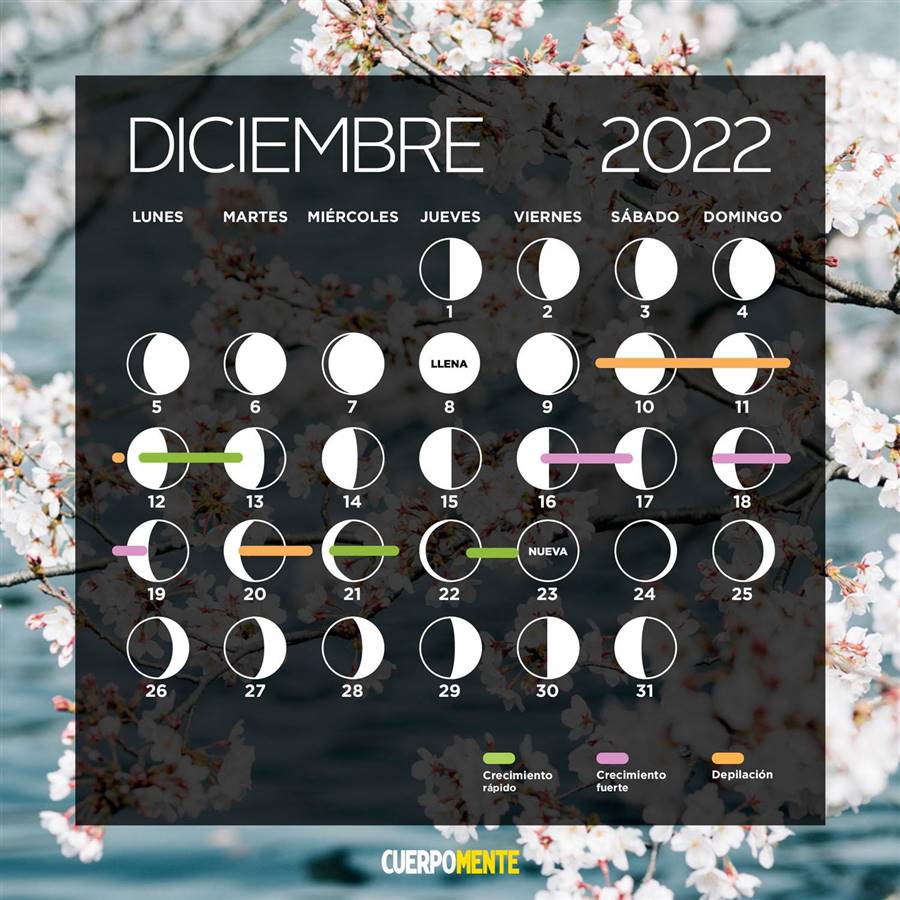 DICIEMBRE 2022
LUNES MARTES MIÉRCOLES JUEVES VIERNES SÁBADO DOMINGO
1 2 3 4
LLENA
5 6 7 8 9 10 11
12 13 14 15 16 17 18
NUEVA
19 20 21 22 23 24 25
26 27 28 29 30 31
Crecimiento Crecimiento Depilación
rápido fuerte
CUERPOMENTE